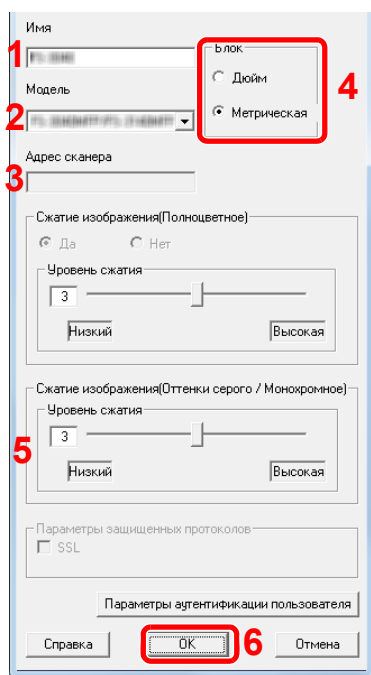 Имя
1
Блок
Дюйм
4
Модель
Метрическая
2
Адрес сканера
3
Сжатие изображения(Полноцветное)
Да Нет
Уровень сжатия
3
Низкий Высокая
Сжатие изображения(Оттенки серого / Монохромное)
Уровень сжатия
3
5
Низкий Высокая
Параметры защищенных протоколов
SSL
Параметры аутентификации пользователя
Справка OK 6 Отмена